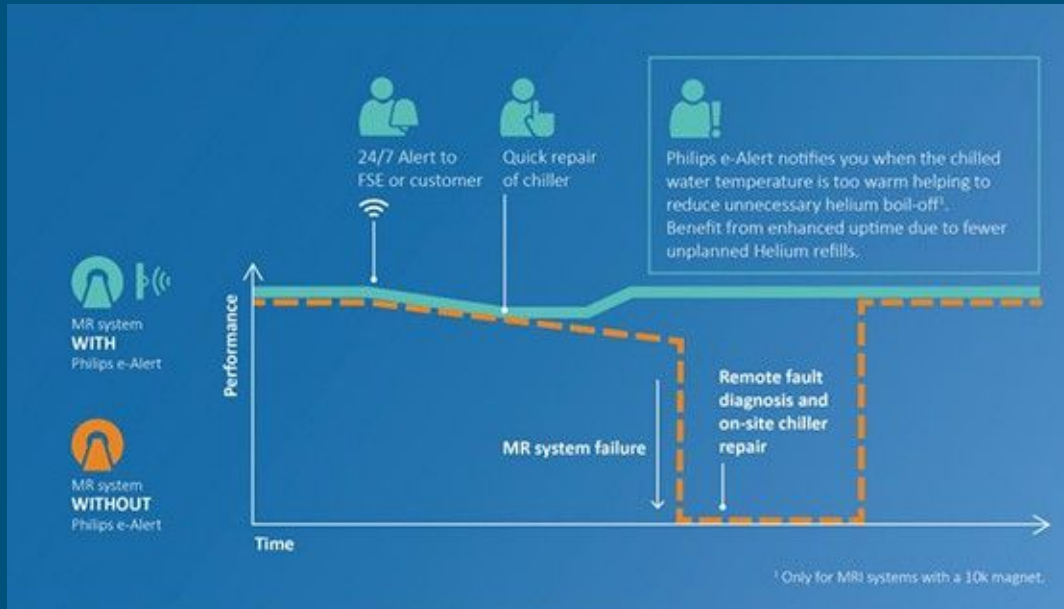 24/7 Alert to
FSE or customer
Quick repair
of chiller
Philips e-Alert notifies you when the chilled
water temperature is too warm helping to
reduce unnecessary helium boil-off¹.
Benefit from enhanced uptime due to fewer
unplanned Helium refills.
MR system
WITH
Philips e-Alert
Performance
MR system
WITHOUT
Philips e-Alert
MR system failure
Remote fault
diagnosis and
on-site chiller
repair
Time
¹ Only for MRI systems with a 10k magnet.